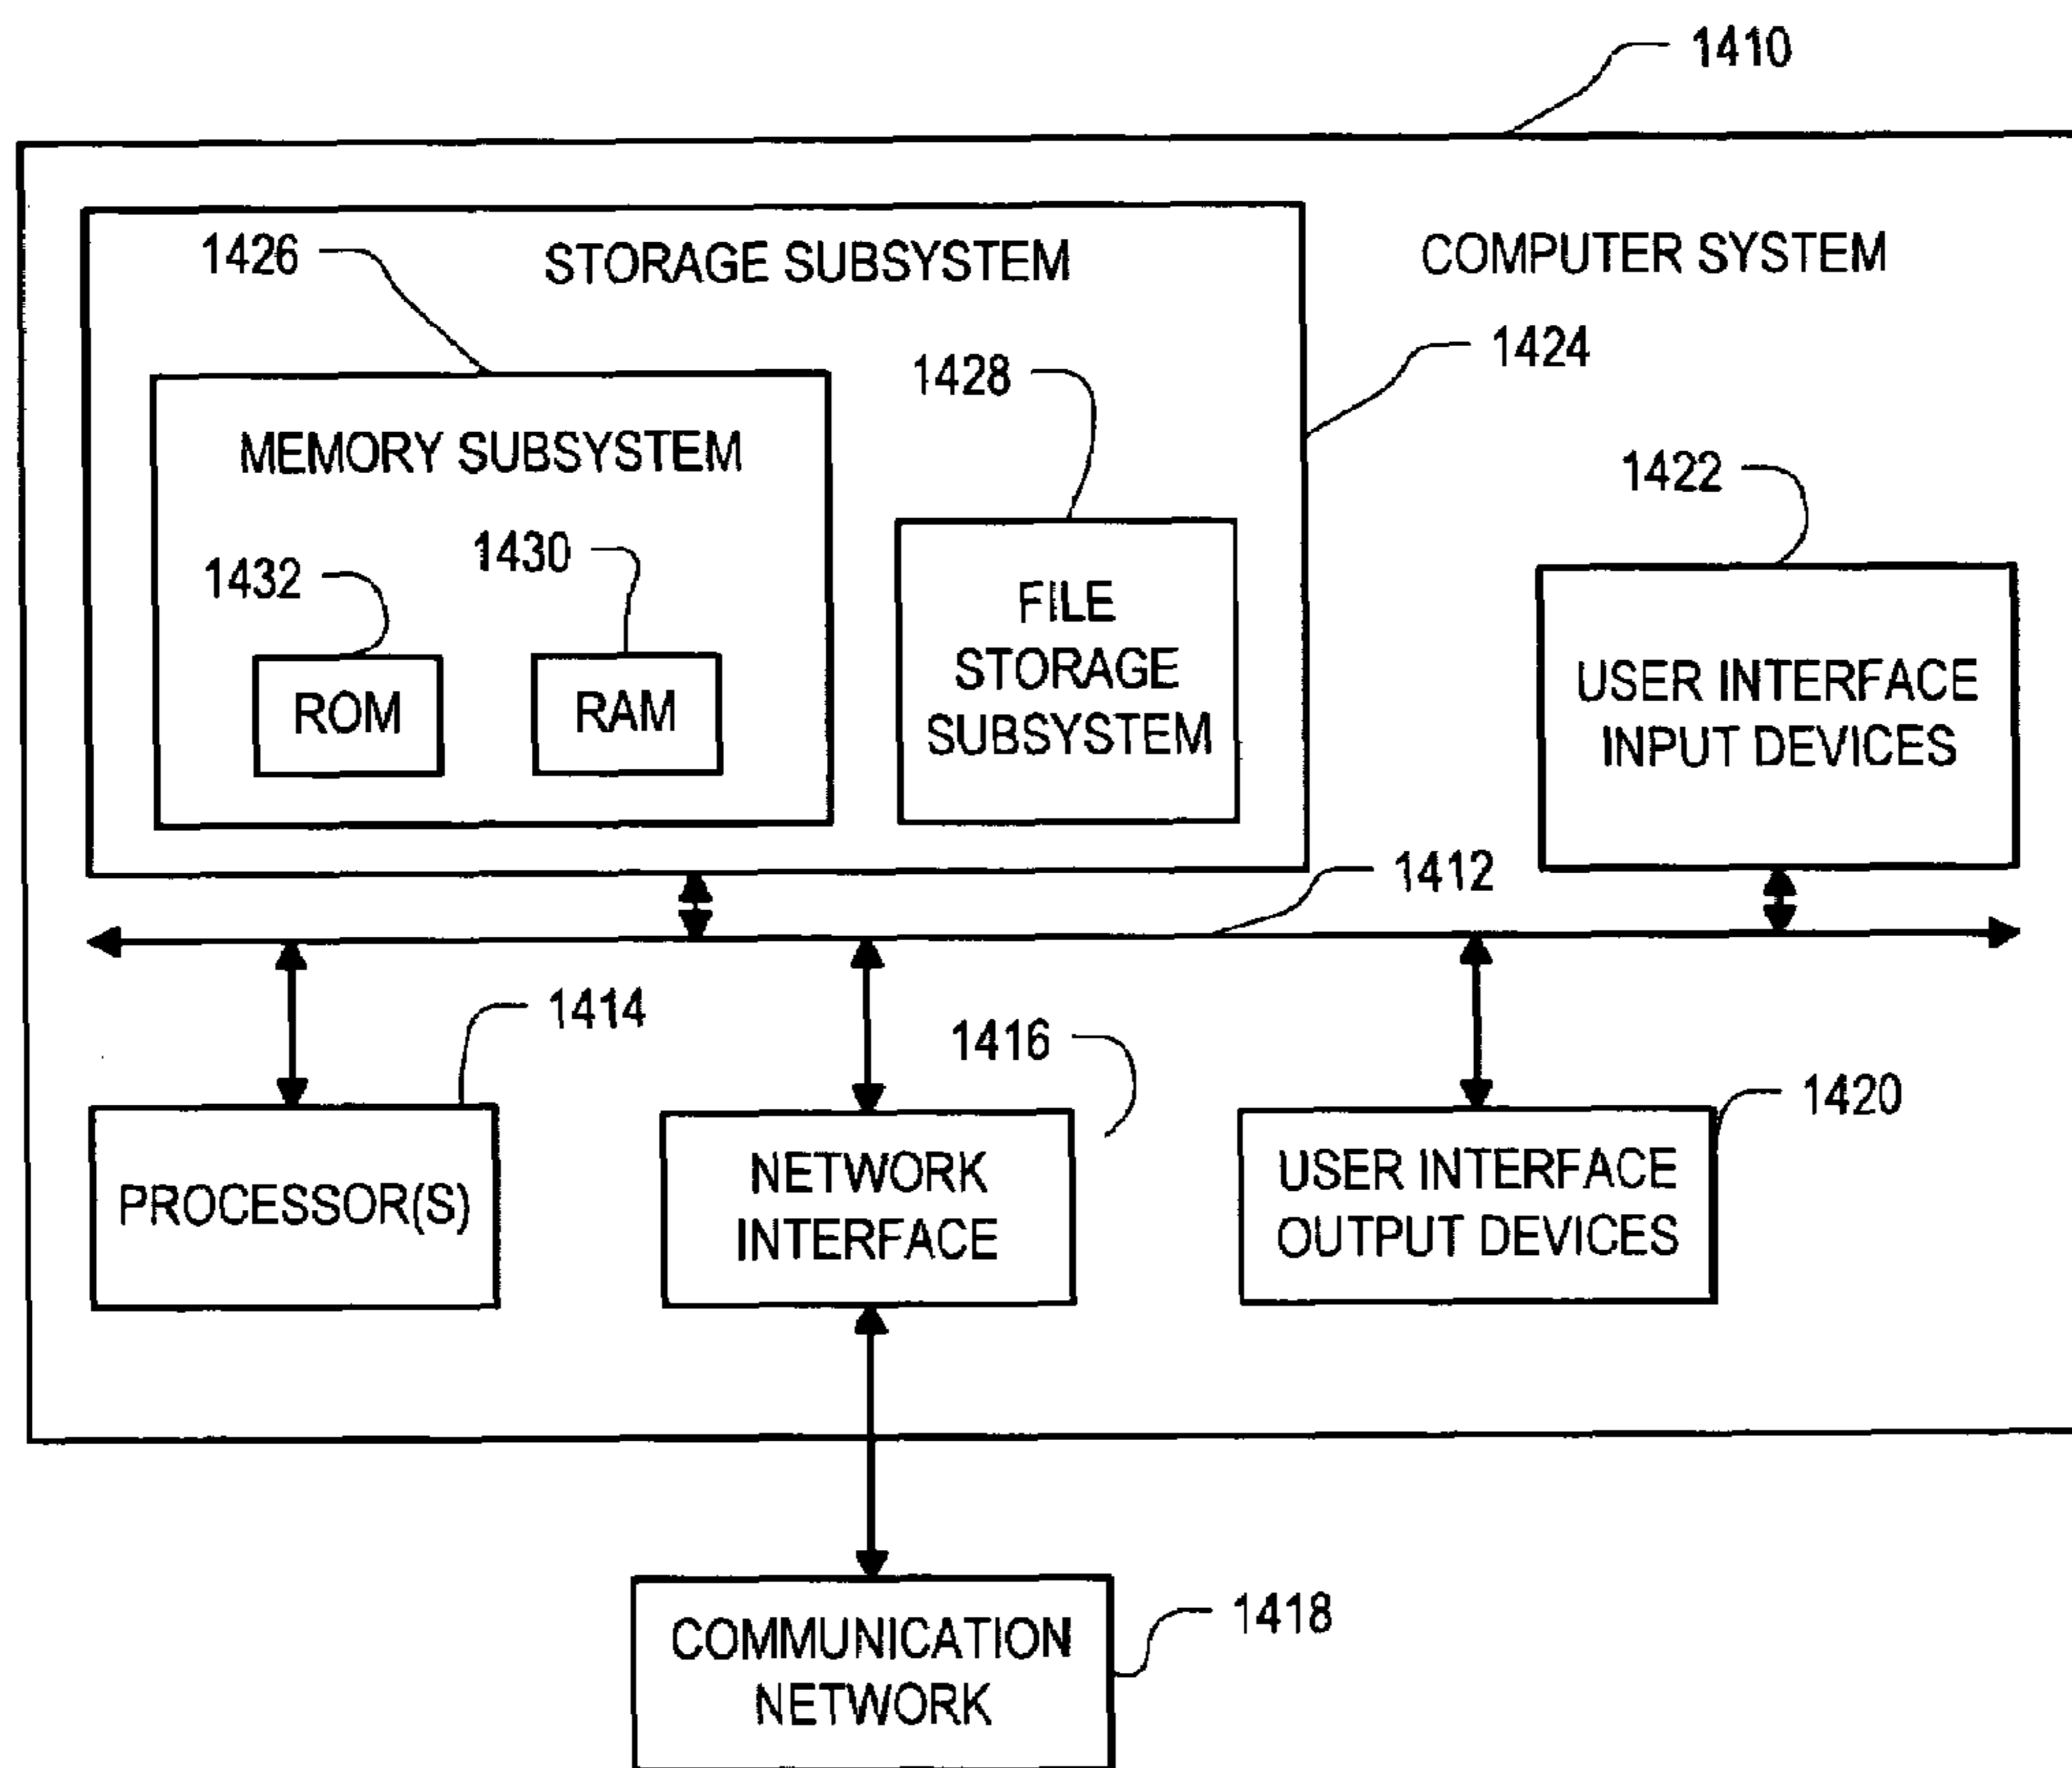 1410
STORAGE SUBSYSTEM
COMPUTER SYSTEM
1426
1424
1428
MEMORY SUBSYSTEM
1422
1432
1430
FILE
STORAGE
SUBSYSTEM
ROM
RAM
USER INTERFACE
INPUT DEVICES
1412
1414
1416
1420
PROCESSOR(S)
NETWORK
INTERFACE
USER INTERFACE
OUTPUT DEVICES
COMMUNICATION
NETWORK
1418